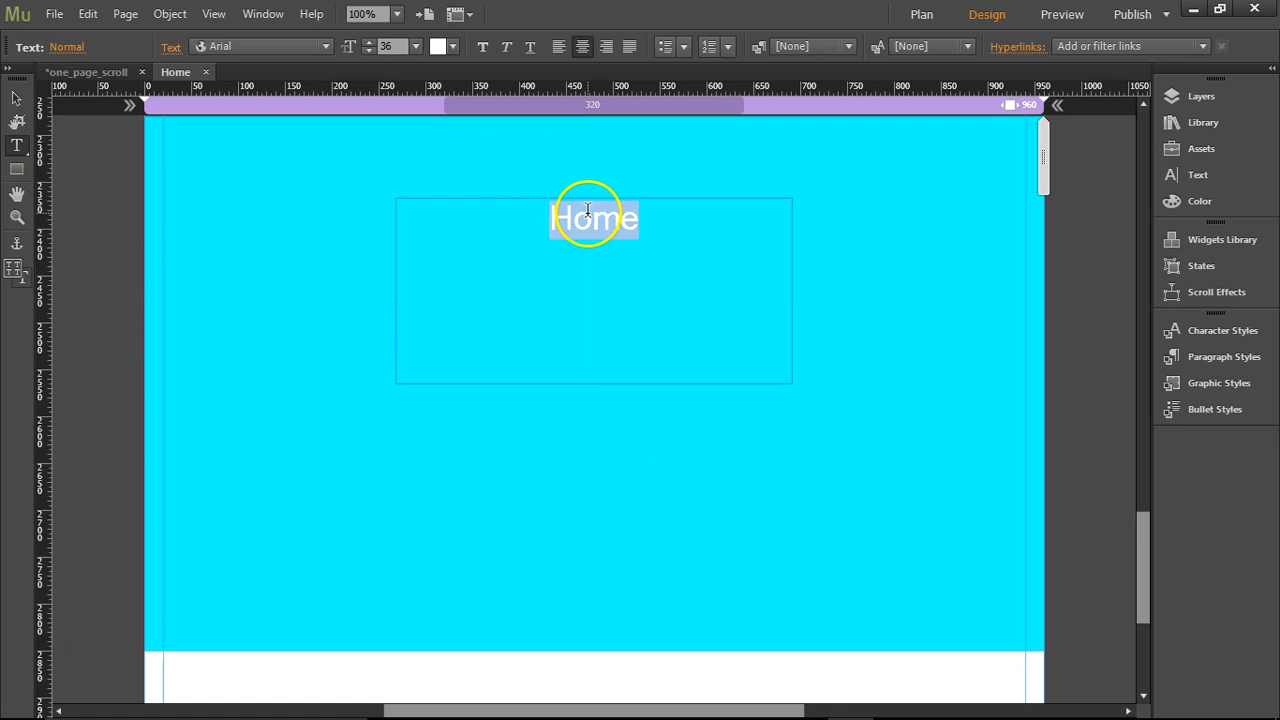 Mu File Edit Page Object View Window Help 100% Plan Design Preview Publish
Text: Normal Text Arial 36 T T T [None] [None] Hyperlinks: Add or filter links
*one_page_scroll × Home ×
100 50 0 50 100 150 200 250 300 350 400 450 500 550 600 650 700 750 800 850 900 950 1000 1050
320 960
Home
Layers
Library
Assets
Text
Color
Widgets Library
States
Scroll Effects
Character Styles
Paragraph Styles
Graphic Styles
Bullet Styles